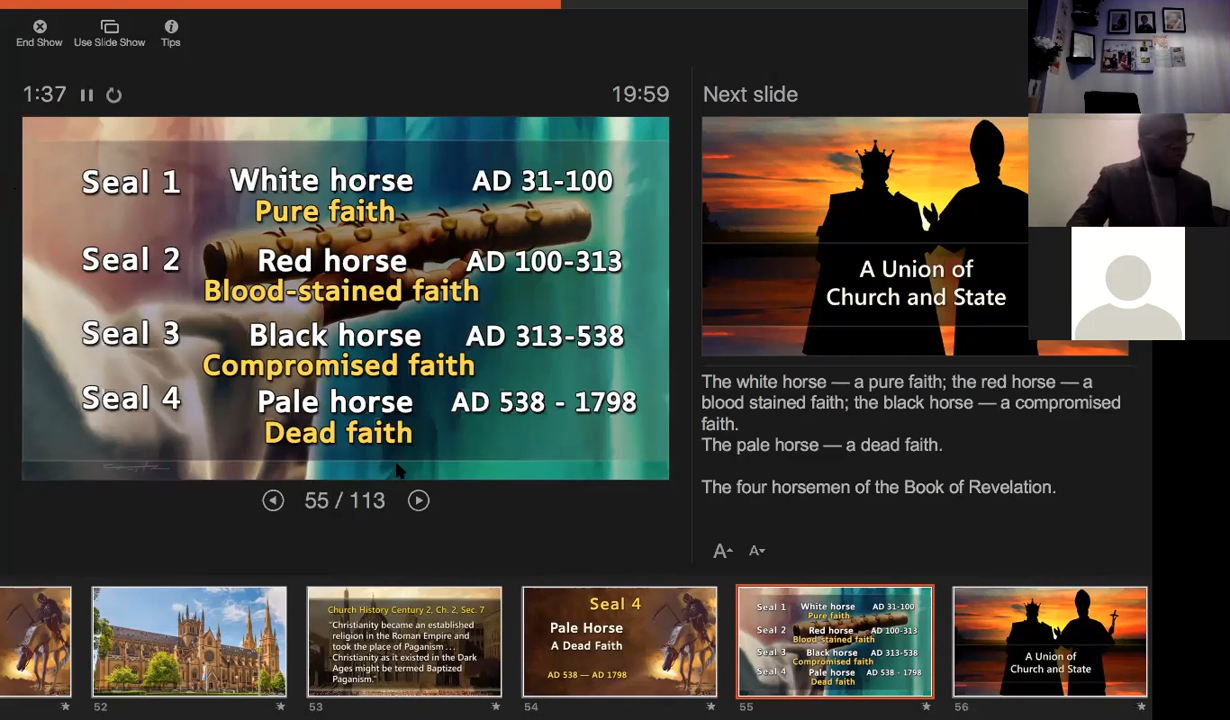 End Show
Use Slide Show
Tips
1:37
19:59
Next slide
Seal 1 White horse AD 31-100
Pure faith
Seal 2 Red horse AD 100-313
Blood-stained faith
Seal 3 Black horse AD 313-538
Compromised faith
Seal 4 Pale horse AD 538 - 1798
Dead faith
55 / 113
A Union of
Church and State
The white horse — a pure faith; the red horse — a
blood stained faith; the black horse — a compromised
faith.
The pale horse — a dead faith.
The four horsemen of the Book of Revelation.
A A
52
Church History Century 2, Ch. 2, Sec. 7
"Christianity became an established
religion in the Roman Empire and
took the place of Paganism ...
Christianity as it existed in the Dark
Ages might be termed Baptized
Paganism."
53
Seal 4
Pale Horse
A Dead Faith
AD 538 — AD 1798
54
Seal 1 White horse AD 31-100
Pure faith
Seal 2 Red horse AD 100-313
Blood-stained faith
Seal 3 Black horse AD 313-538
Compromised faith
Seal 4 Pale horse AD 538 - 1798
Dead faith
55
A Union of
Church and State
56